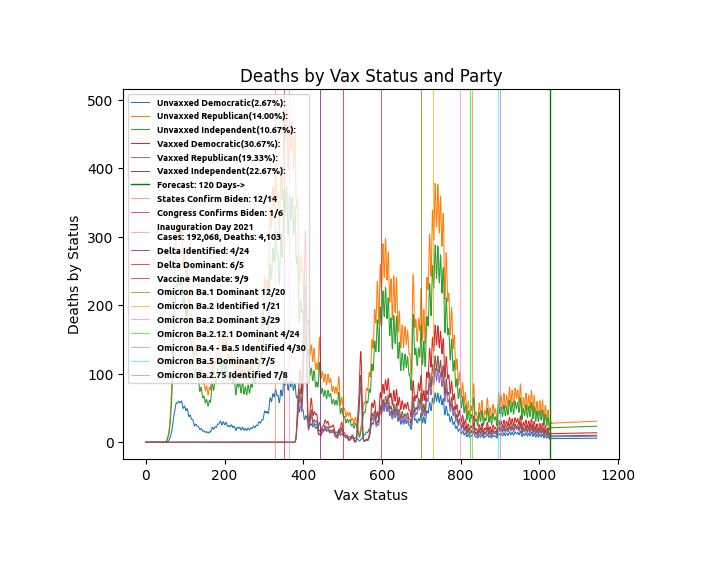 Deaths by Vax Status and Party
Deaths by Status
500
400
300
200
100
0
Unvaxxed Democratic(2.67%):
Unvaxxed Republican(14.00%):
Unvaxxed Independent(10.67%):
Vaxxed Democratic(30.67%):
Vaxxed Republican(19.33%):
Vaxxed Independent(22.67%):
Forecast: 120 Days->
States Confirm Biden: 12/14
Congress Confirms Biden: 1/6
Inauguration Day 2021
Cases: 192,068, Deaths: 4,103
Delta Identified: 4/24
Delta Dominant: 6/5
Vaccine Mandate: 9/9
Omicron Ba.1 Dominant 12/20
Omicron Ba.2 Identified 1/21
Omicron Ba.2 Dominant 3/29
Omicron Ba.2.12.1 Dominant 4/24
Omicron Ba.4 - Ba.5 Identified 4/30
Omicron Ba.5 Dominant 7/5
Omicron Ba.2.75 Identified 7/8
0 200 400 600 800 1000 1200
Vax Status